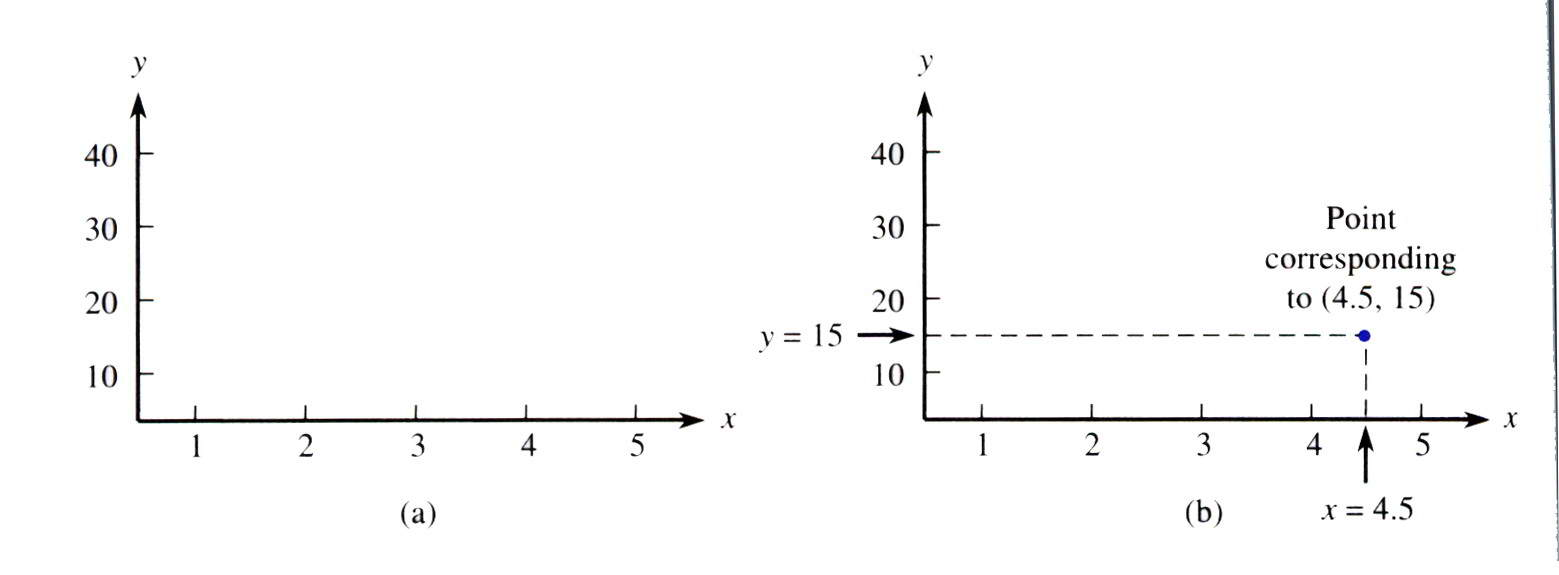 y
40
30
20
10
1 2 3 4 5 x
(a)
y
40
30
Point
corresponding
20 to (4.5, 15)
y = 15
10
1 2 3 4 5 x
(b) x = 4.5